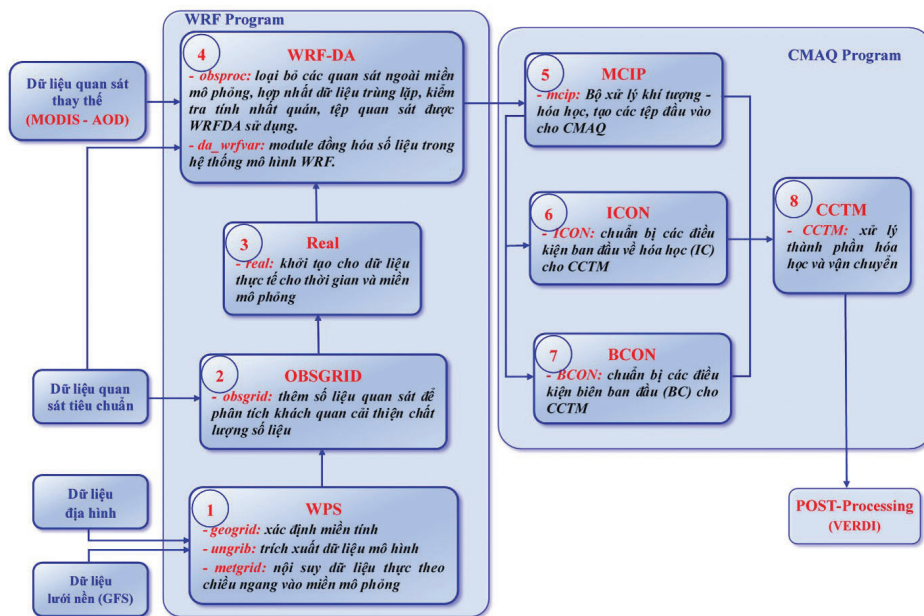 WRF Program
4
WRF-DA
- obsproc: loại bỏ các quan sát ngoài miền
mô phỏng, hợp nhất dữ liệu trùng lặp, kiểm
tra tính nhất quán, tệp quan sát được
WRFDA sử dụng.
- da_wrfvar: module đồng hóa số liệu trong
hệ thống mô hình WRF.
Dữ liệu quan sát
thay thế
(MODIS - AOD)
3
Real
- real: khởi tạo cho dữ liệu
thực tế cho thời gian và miền
mô phỏng
Dữ liệu quan
sát tiêu chuẩn
2
OBSGRID
- obsgrid: thêm số liệu quan sát để
phân tích khách quan cải thiện chất
lượng số liệu
Dữ liệu
địa hình
Dữ liệu
lưới nền (GFS)
1
WPS
- geogrid: xác định miền tính
- ungrib: trích xuất dữ liệu mô hình
- metgrid: nội suy dữ liệu thực theo
chiều ngang vào miền mô phỏng
CMAQ Program
5
MCIP
- mcip: Bộ xử lý khí tượng -
hóa học, tạo các tệp đầu vào
cho CMAQ
6
ICON
- ICON: chuẩn bị các điều
kiện ban đầu về hóa học (IC)
cho CCTM
7
BCON
- BCON: chuẩn bị các điều
kiện biên ban đầu (BC) cho
CCTM
8
CCTM
- CCTM: xử lý
thành phần hóa
học và vận chuyển
POST-Processing
(VERDI)